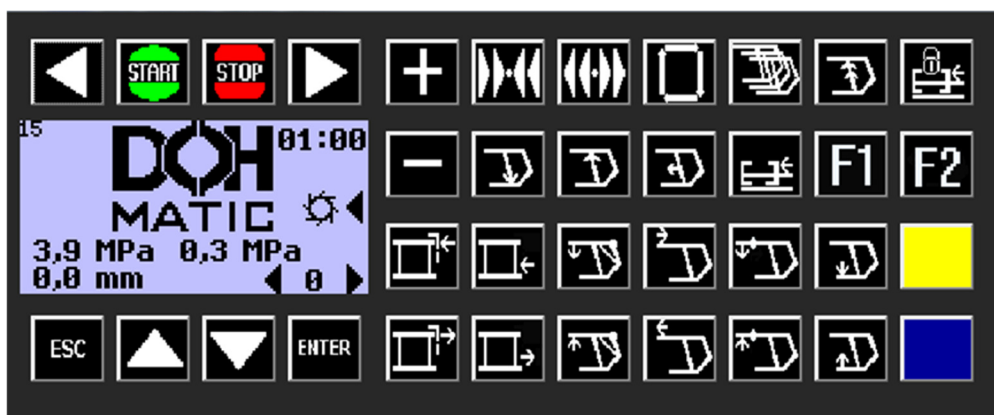 START STOP
15
DOH 01:00
MATIC
3,9 MPa 0,3 MPa
0,0 mm 0
F1 F2
ESC ENTER